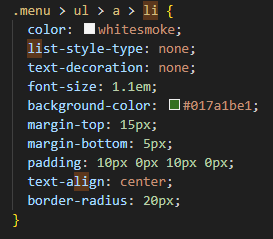 .menu > ul > a > li {
color: whitesmoke;
list-style-type: none;
text-decoration: none;
font-size: 1.1em;
background-color: #017a1be1;
margin-top: 15px;
margin-bottom: 5px;
padding: 10px 0px 10px 0px;
text-align: center;
border-radius: 20px;
}